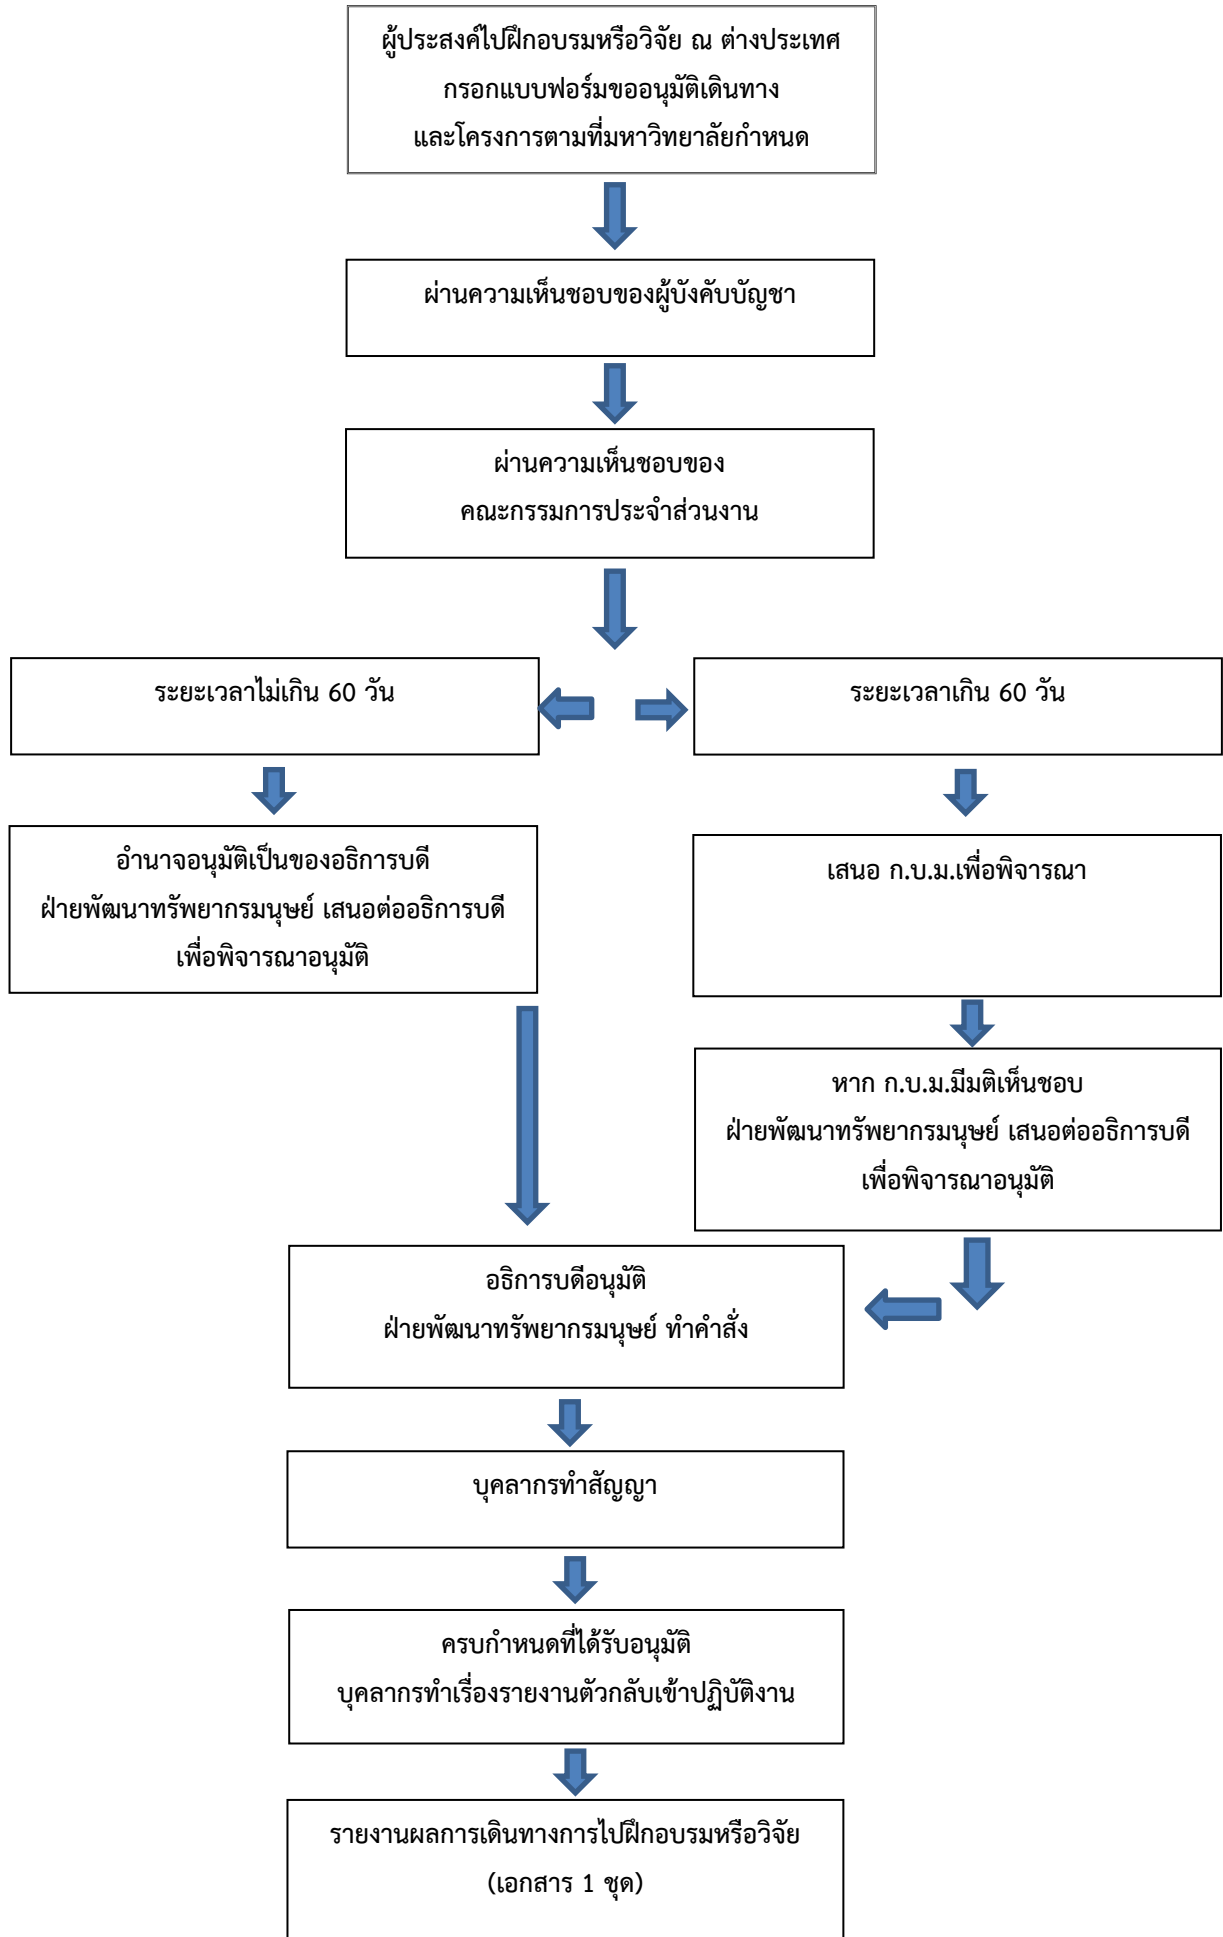 ผู้ประสงค์ไปฝึกอบรมหรือวิจัย ณ ต่างประเทศ
กรอกแบบฟอร์มขออนุมัติเดินทาง
และโครงการตามที่มหาวิทยาลัยกำหนด
ผ่านความเห็นชอบของผู้บังคับบัญชา
ผ่านความเห็นชอบของ
คณะกรรมการประจำส่วนงาน
ระยะเวลาไม่เกิน 60 วัน
ระยะเวลาเกิน 60 วัน
อำนาจอนุมัติเป็นของอธิการบดี
ฝ่ายพัฒนาทรัพยากรมนุษย์ เสนอต่ออธิการบดี
เพื่อพิจารณาอนุมัติ
เสนอ ก.บ.ม.เพื่อพิจารณา
หาก ก.บ.ม.มีมติเห็นชอบ
ฝ่ายพัฒนาทรัพยากรมนุษย์ เสนอต่ออธิการบดี
เพื่อพิจารณาอนุมัติ
อธิการบดีอนุมัติ
ฝ่ายพัฒนาทรัพยากรมนุษย์ ทำคำสั่ง
บุคลากรทำสัญญา
ครบกำหนดที่ได้รับอนุมัติ
บุคลากรทำเรื่องรายงานตัวกลับเข้าปฏิบัติงาน
รายงานผลการเดินทางการไปฝึกอบรมหรือวิจัย
(เอกสาร 1 ชุด)